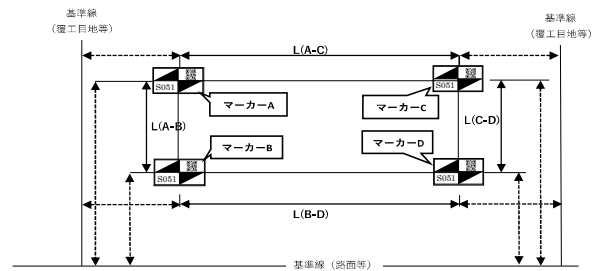 基準線
(覆工目地等)
基準線
(覆工目地等)
L(A-C)
S051
S051
マーカーA
マーカーC
L(A-B)
L(C-D)
マーカーB
マーカーD
S051
S051
L(B-D)
基準線（路面等）